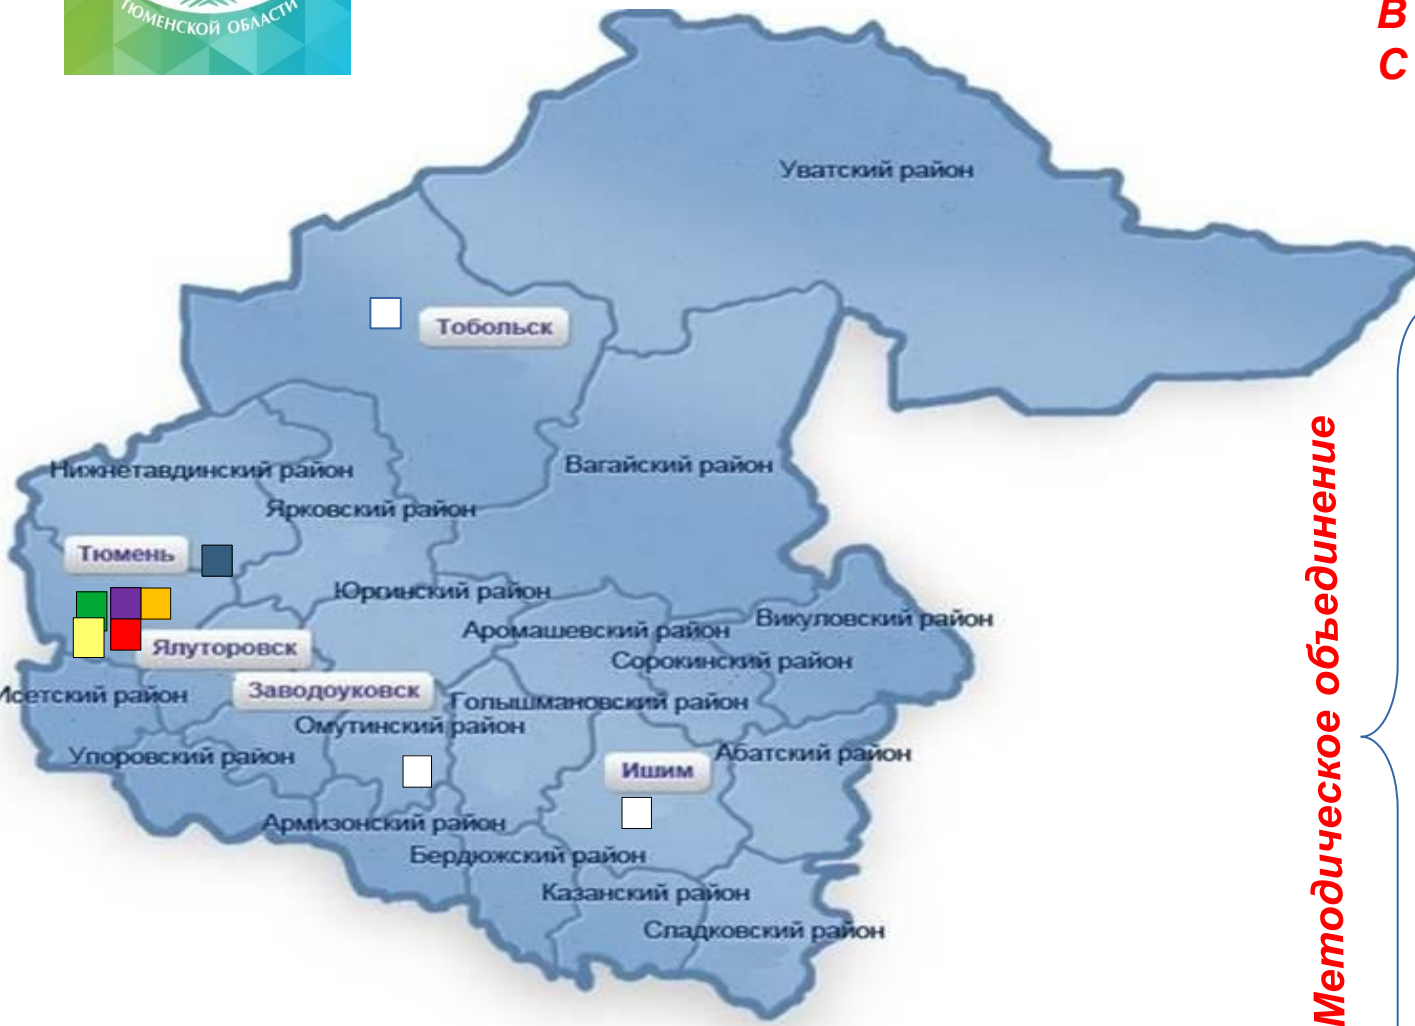 ТЮМЕНСКОЙ ОБЛАСТИ
В
С
Уватский район
Тобольск
Вагайский район
Нижнетавдинский район
Ярковский район
Тюмень
Юргинский район
Викуловский район
Аромашевский район
Ялуторовск
Сорокинский район
Исетский район
Заводоуковск
Голышмановский район
Омутинский район
Абатский район
Упоровский район
Ишим
Армизонский район
Бердюжский район
Казанский район
Сладковский район
Методическое объединение